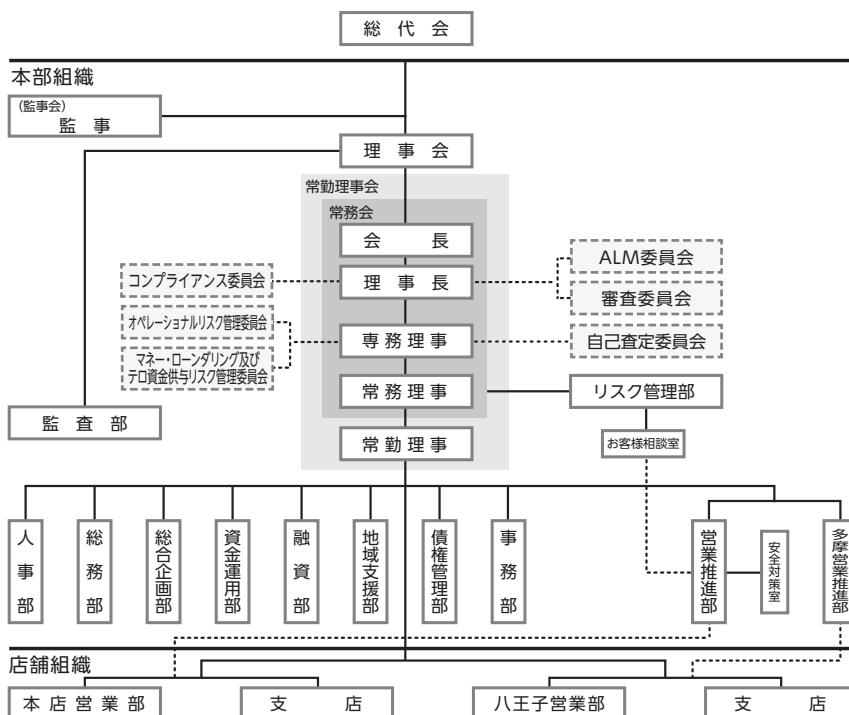 総代会
本部組織
(監事会)
監事
理事会
常勤理事会
常務会
会長
理事長
コンプライアンス委員会
ALM委員会
審査委員会
オペレーショナルリスク管理委員会
マネー・ローンダリング及び
テロ資金供与リスク管理委員会
専務理事
自己査定委員会
常務理事
リスク管理部
監査部
常勤理事
お客様相談室
人事部
総務部
総合企画部
資金運用部
融資部
地域支援部
債権管理部
事務部
営業推進部
安全対策室
多摩営業推進部
店舗組織
本店営業部
支店
八王子営業部
支店